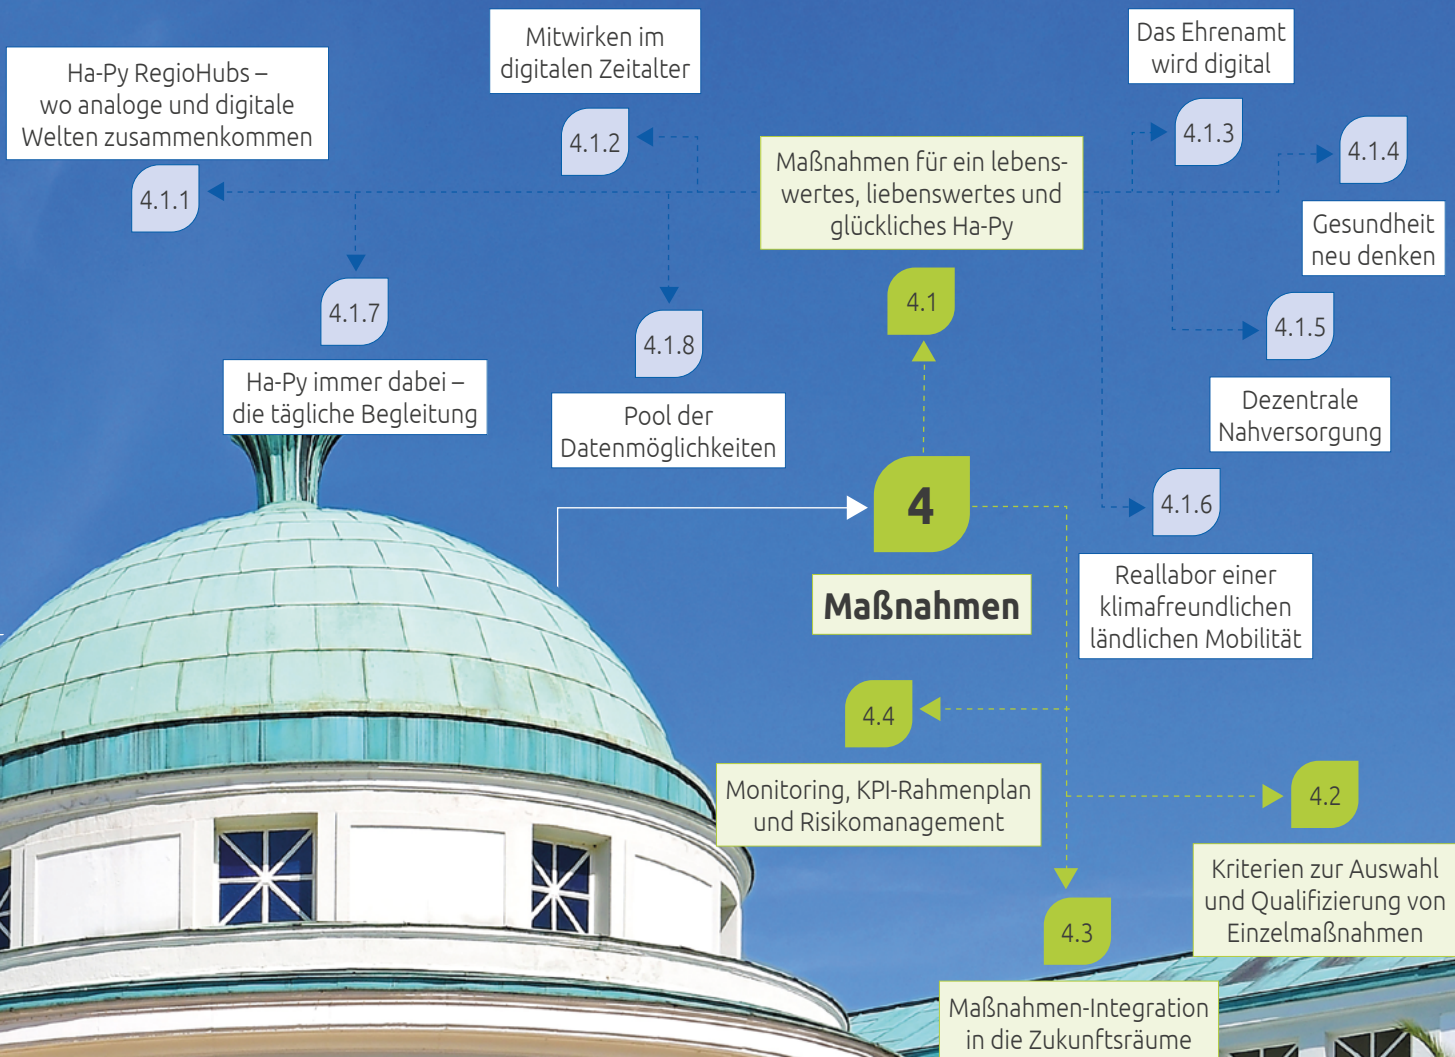 Ha-Py RegioHubs –
wo analoge und digitale
Welten zusammenkommen
4.1.1
Mitwirken im
digitalen Zeitalter
4.1.2
Das Ehrenamt
wird digital
4.1.3
4.1.4
Gesundheit
neu denken
Maßnahmen für ein lebens-
wertes, liebenswertes und
glückliches Ha-Py
4.1
4.1.7
Ha-Py immer dabei –
die tägliche Begleitung
4.1.8
Pool der
Datenmöglichkeiten
4.1.5
Dezentrale
Nahversorgung
4
Maßnahmen
4.1.6
Reallabor einer
klimafreundlichen
ländlichen Mobilität
4.4
Monitoring, KPI-Rahmenplan
und Risikomanagement
4.2
Kriterien zur Auswahl
und Qualifizierung von
Einzelmaßnahmen
4.3
Maßnahmen-Integration
in die Zukunftsräume